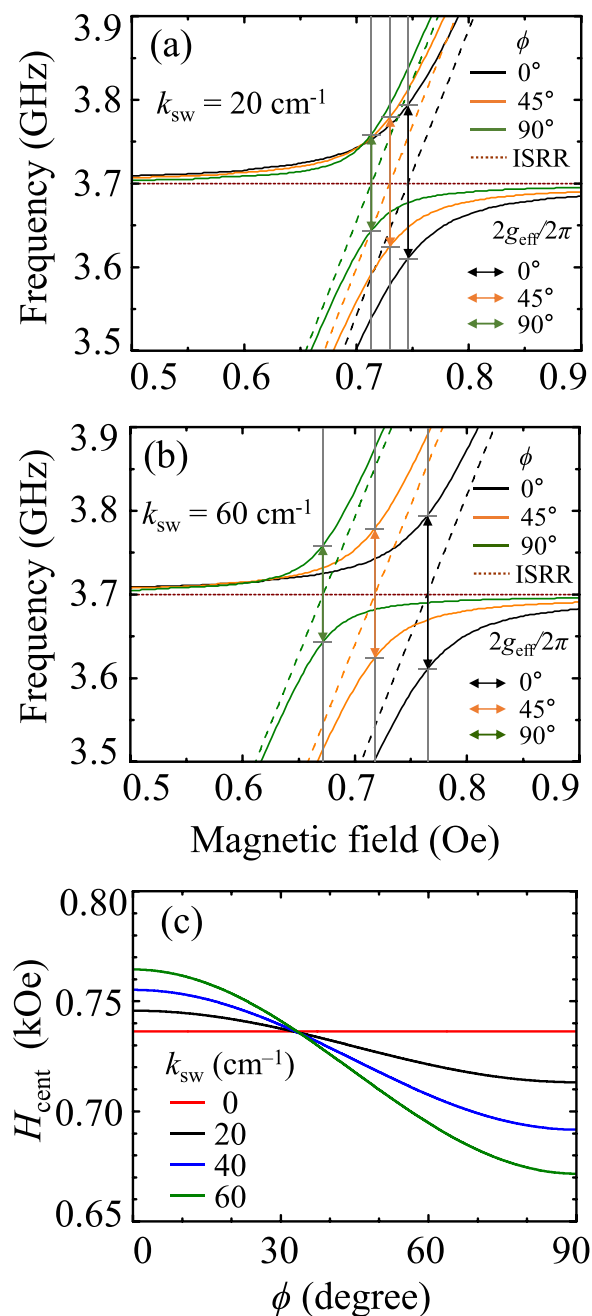 (a)
k_sw = 20 cm⁻¹
Frequency (GHz)
3.9
3.8
3.7
3.6
3.5
ϕ
0°
45°
90°
ISRR
2g_eff/2π
0°
45°
90°
0.5 0.6 0.7 0.8 0.9
(b)
k_sw = 60 cm⁻¹
Frequency (GHz)
3.9
3.8
3.7
3.6
3.5
ϕ
0°
45°
90°
ISRR
2g_eff/2π
0°
45°
90°
0.5 0.6 0.7 0.8 0.9
Magnetic field (Oe)
(c)
H_cent (kOe)
0.80
0.75
0.70
0.65
k_sw (cm⁻¹)
0
20
40
60
0 30 60 90
ϕ (degree)